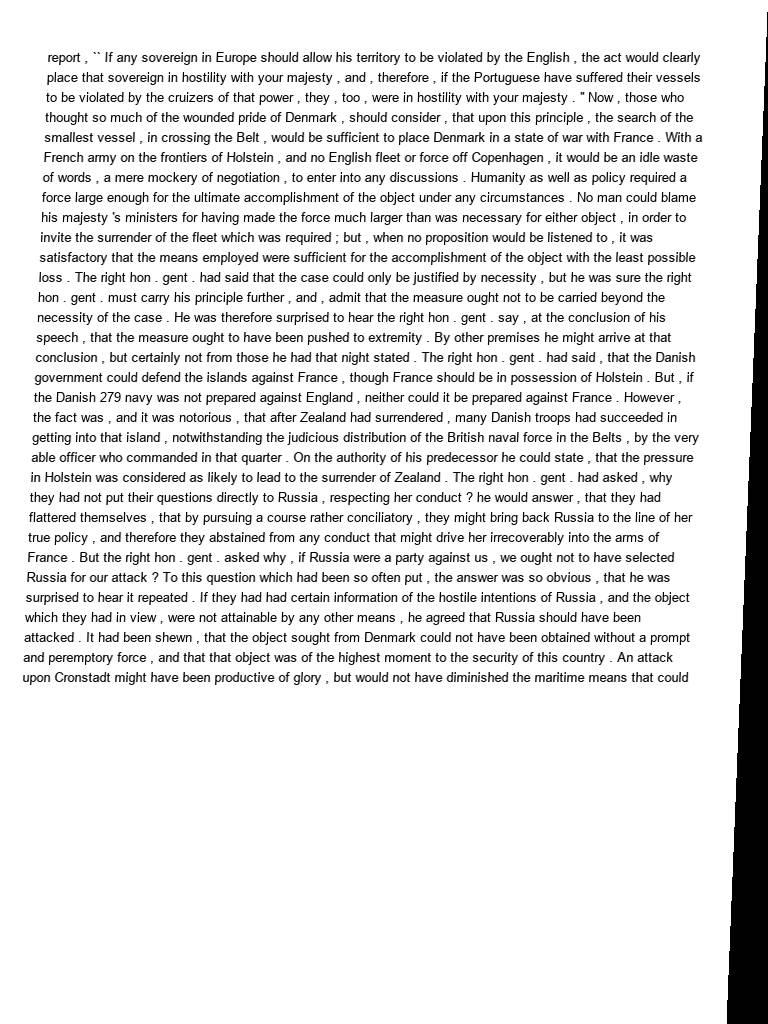 report , `` If any sovereign in Europe should allow his territory to be violated by the English , the act would clearly
place that sovereign in hostility with your majesty , and , therefore , if the Portuguese have suffered their vessels
to be violated by the cruizers of that power , they , too , were in hostility with your majesty . " Now , those who
thought so much of the wounded pride of Denmark , should consider , that upon this principle , the search of the
smallest vessel , in crossing the Belt , would be sufficient to place Denmark in a state of war with France . With a
French army on the frontiers of Holstein , and no English fleet or force off Copenhagen , it would be an idle waste
of words , a mere mockery of negotiation , to enter into any discussions . Humanity as well as policy required a
force large enough for the ultimate accomplishment of the object under any circumstances . No man could blame
his majesty 's ministers for having made the force much larger than was necessary for either object , in order to
invite the surrender of the fleet which was required ; but , when no proposition would be listened to , it was
satisfactory that the means employed were sufficient for the accomplishment of the object with the least possible
loss . The right hon . gent . had said that the case could only be justified by necessity , but he was sure the right
hon . gent . must carry his principle further , and , admit that the measure ought not to be carried beyond the
necessity of the case . He was therefore surprised to hear the right hon . gent . say , at the conclusion of his
speech , that the measure ought to have been pushed to extremity . By other premises he might arrive at that
conclusion , but certainly not from those he had that night stated . The right hon . gent . had said , that the Danish
government could defend the islands against France , though France should be in possession of Holstein . But , if
the Danish 279 navy was not prepared against England , neither could it be prepared against France . However ,
the fact was , and it was notorious , that after Zealand had surrendered , many Danish troops had succeeded in
getting into that island , notwithstanding the judicious distribution of the British naval force in the Belts , by the very
able officer who commanded in that quarter . On the authority of his predecessor he could state , that the pressure
in Holstein was considered as likely to lead to the surrender of Zealand . The right hon . gent . had asked , why
they had not put their questions directly to Russia , respecting her conduct ? he would answer , that they had
flattered themselves , that by pursuing a course rather conciliatory , they might bring back Russia to the line of her
true policy , and therefore they abstained from any conduct that might drive her irrecoverably into the arms of
France . But the right hon . gent . asked why , if Russia were a party against us , we ought not to have selected
Russia for our attack ? To this question which had been so often put , the answer was so obvious , that he was
surprised to hear it repeated . If they had had certain information of the hostile intentions of Russia , and the object
which they had in view , were not attainable by any other means , he agreed that Russia should have been
attacked . It had been shewn , that the object sought from Denmark could not have been obtained without a prompt
and peremptory force , and that that object was of the highest moment to the security of this country . An attack
upon Cronstadt might have been productive of glory , but would not have diminished the maritime means that could